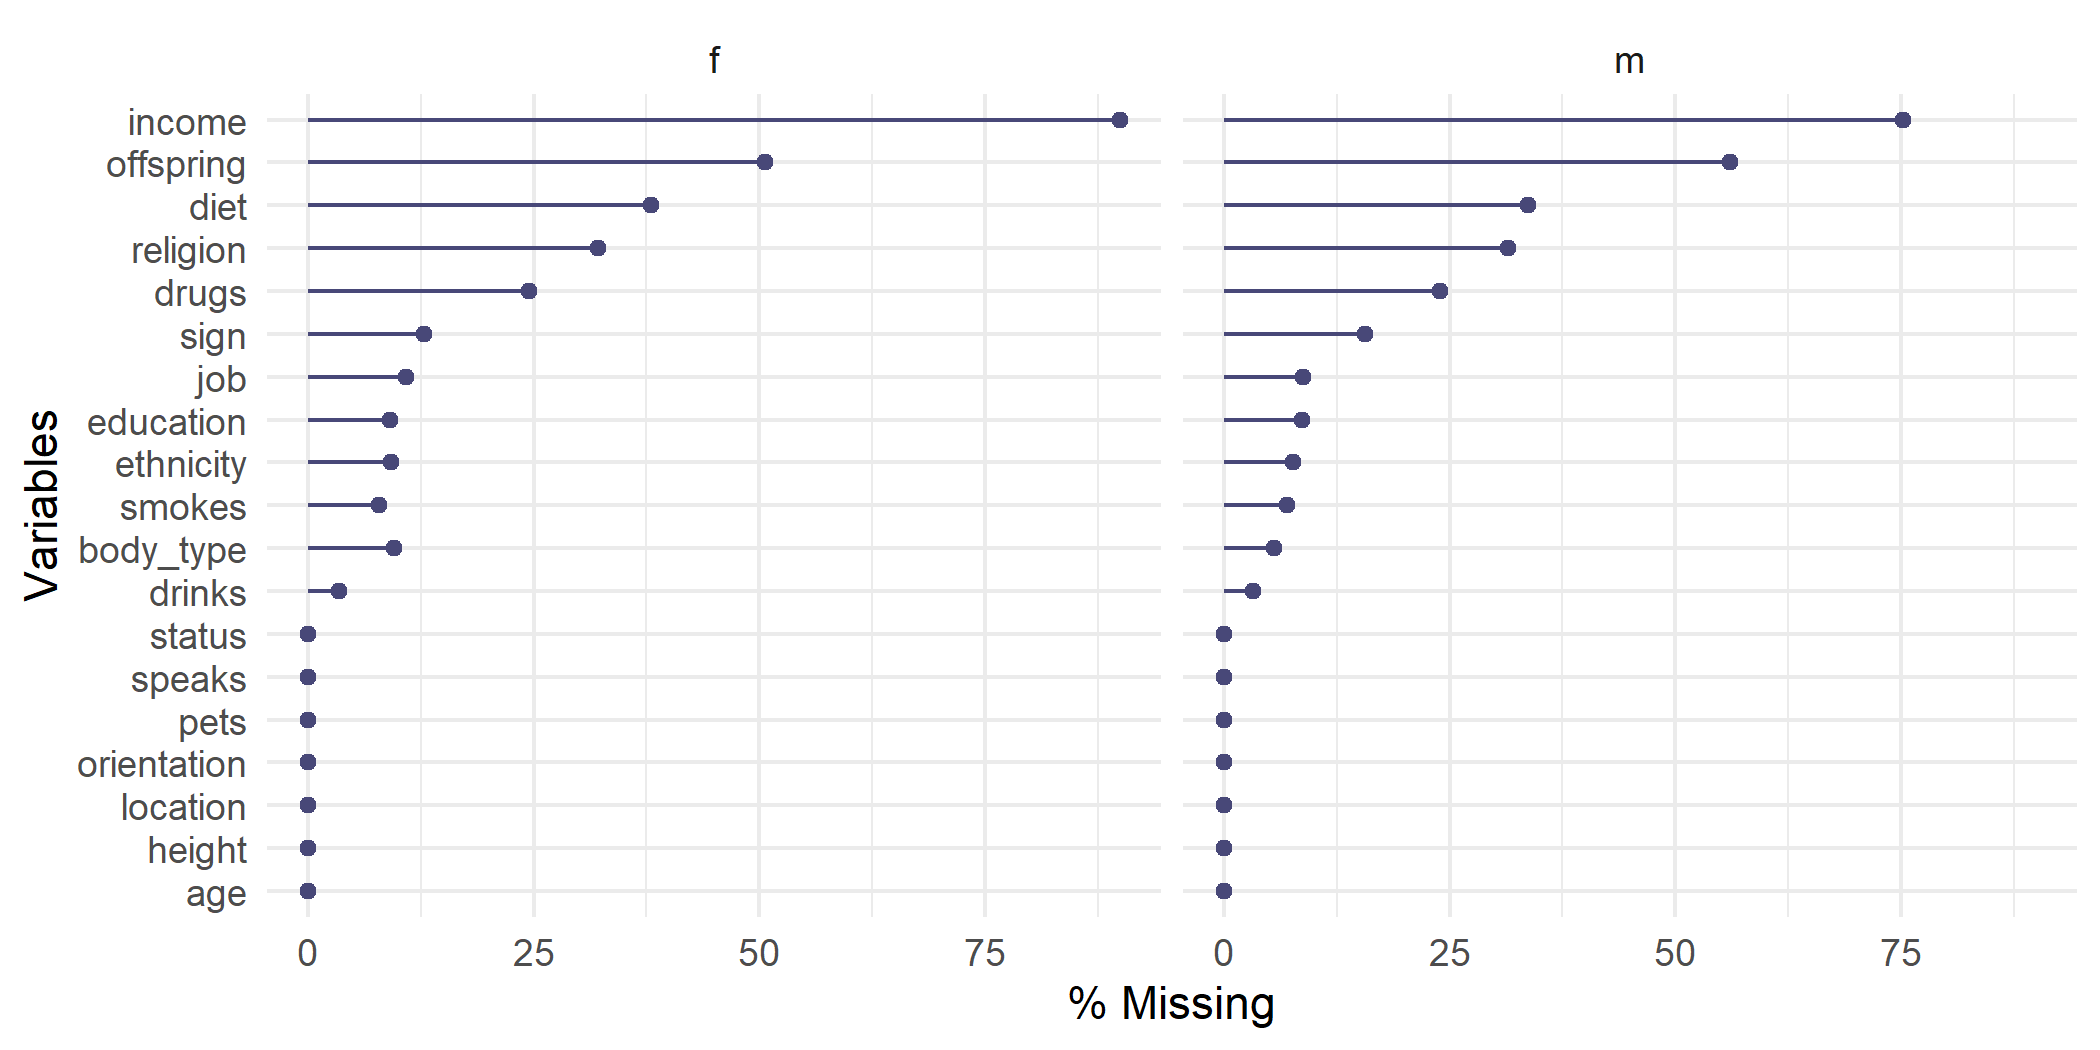 f
m
income
offspring
diet
religion
drugs
sign
job
education
ethnicity
smokes
body_type
drinks
status
speaks
pets
orientation
location
height
age
Variables
0 25 50 75 0 25 50 75
% Missing